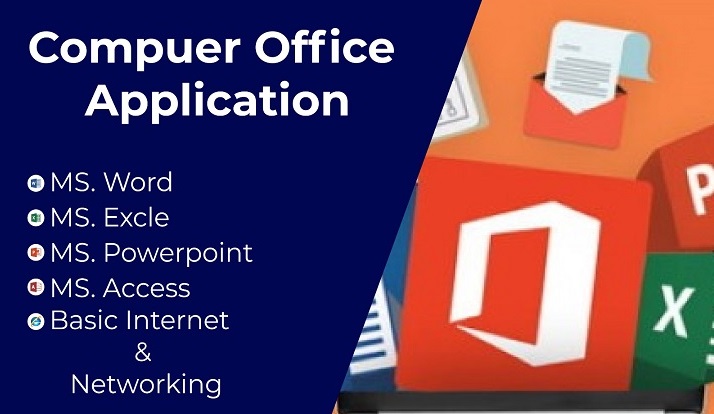 Compuer Office
Application
MS. Word
MS. Excle
MS. Powerpoint
MS. Access
Basic Internet
&
Networking
P
X